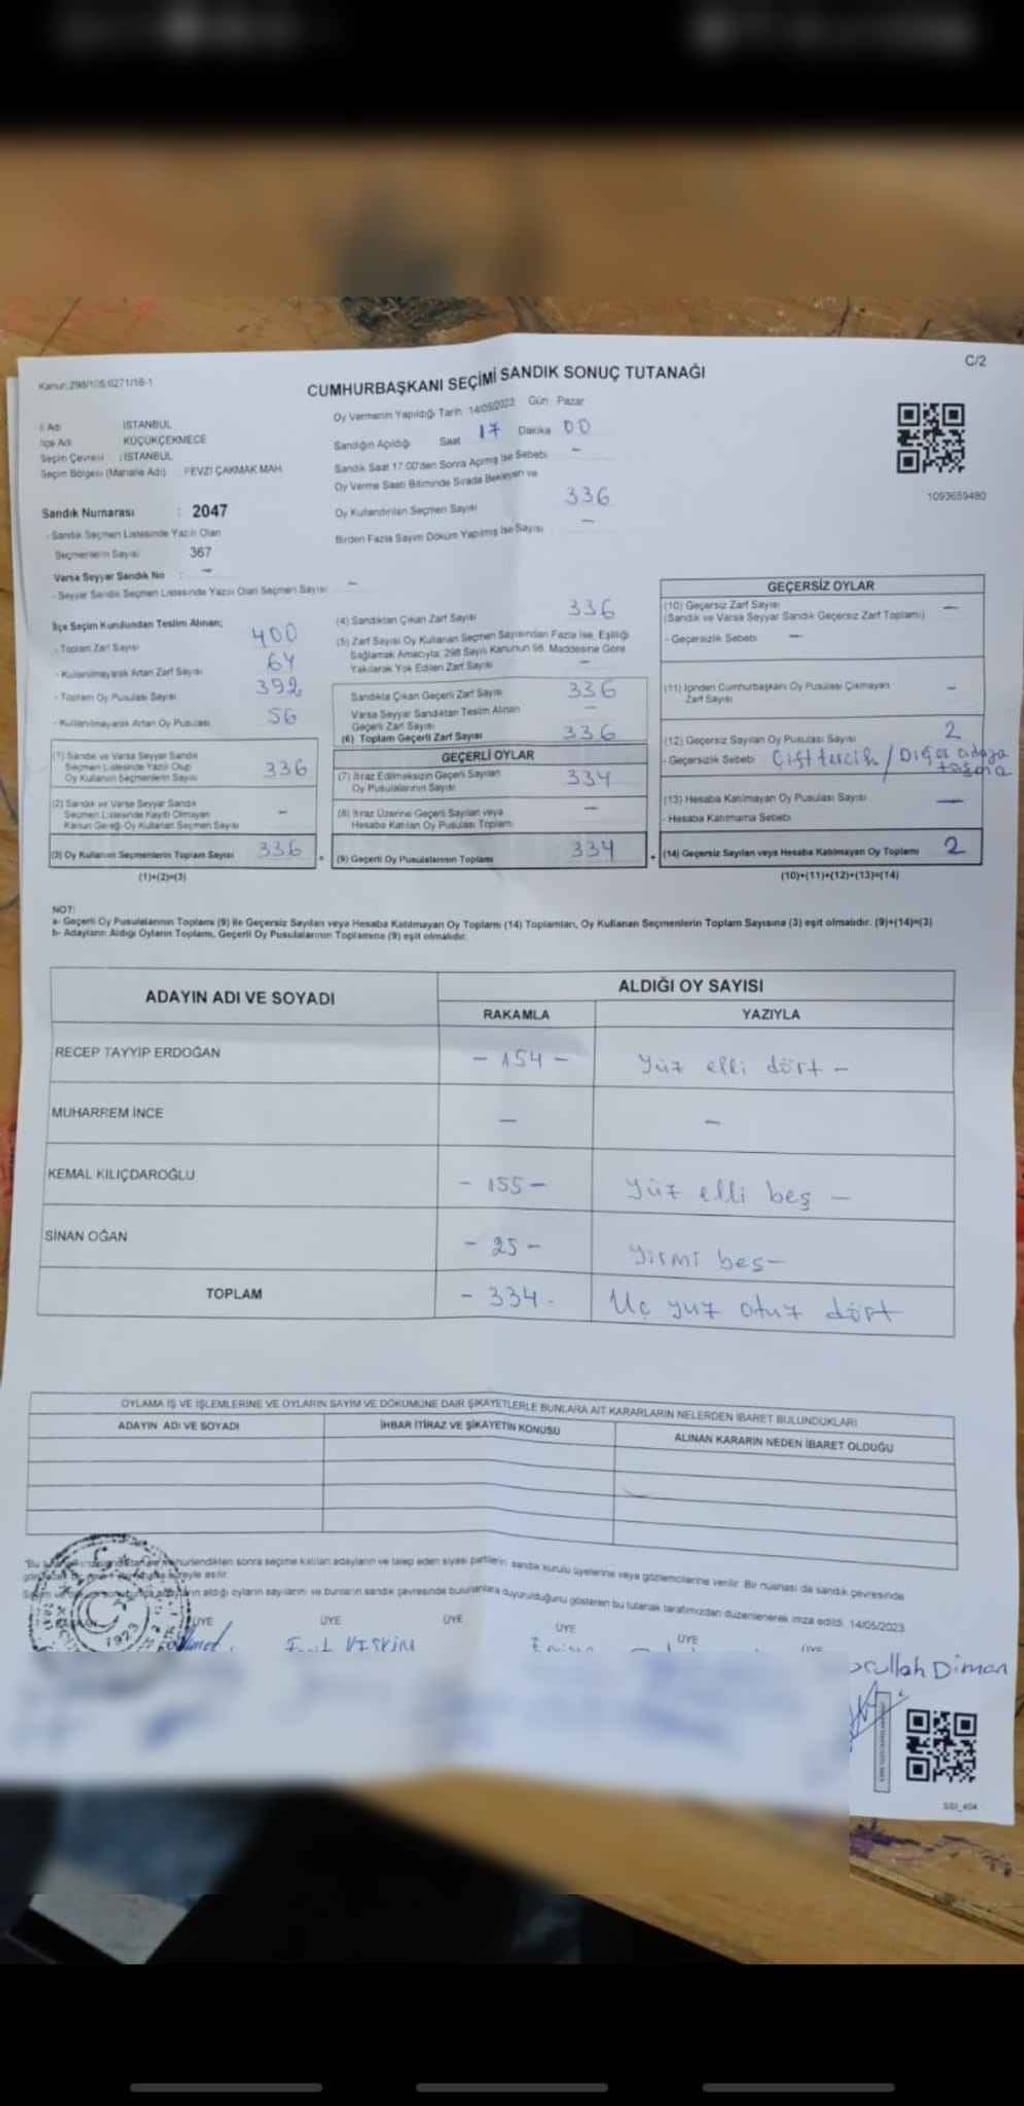 Kanun:298/105.0271/16-1
C/2
CUMHURBAŞKANI SEÇİMİ SANDIK SONUÇ TUTANAĞI
İl Adı : İSTANBUL
İlçe Adı : KÜÇÜKÇEKMECE
Seçim Çevresi : İSTANBUL
Seçim Bölgesi (Mahalle Adı) : FEVZİ ÇAKMAK MAH.
Oy Vermenin Yapıldığı Tarih 14/05/2023 Gün Pazar
Sandığın Açıldığı Saat 17 Dakika 00
Sandık Saat 17:00'den Sonra Açılmış İse Sebebi –
Oy Verme Saati Bitiminde Sırada Bekleyen ve
Oy Kullandırılan Seçmen Sayısı 336
Birden Fazla Sayım Döküm Yapılmış İse Sayısı –
1093659480
Sandık Numarası : 2047
- Sandık Seçmen Listesinde Yazılı Olan
Seçmenlerin Sayısı 367
Varsa Seyyar Sandık No : –
- Seyyar Sandık Seçmen Listesinde Yazılı Olan Seçmen Sayısı –
İlçe Seçim Kurulundan Teslim Alınan;
- Toplam Zarf Sayısı 400
- Kullanılmayarak Artan Zarf Sayısı 64
- Toplam Oy Pusulası Sayısı 392
- Kullanılmayarak Artan Oy Pusulası 56
(1) Sandık ve Varsa Seyyar Sandık
Seçmen Listesinde Yazılı Olup
Oy Kullanan Seçmenlerin Sayısı 336
(2) Sandık ve Varsa Seyyar Sandık
Seçmen Listesinde Kayıtlı Olmayan
Kanun Gereği Oy Kullanan Seçmen Sayısı –
(3) Oy Kullanan Seçmenlerin Toplam Sayısı 336
(1)+(2)=(3)
(4) Sandıktan Çıkan Zarf Sayısı 336
(5) Zarf Sayısı Oy Kullanan Seçmen Sayısından Fazla İse, Eşitliği
Sağlamak Amacıyla; 298 Sayılı Kanunun 98. Maddesine Göre
Yakılarak Yok Edilen Zarf Sayısı –
Sandıkta Çıkan Geçerli Zarf Sayısı 336
Varsa Seyyar Sandıktan Teslim Alınan
Geçerli Zarf Sayısı –
(6) Toplam Geçerli Zarf Sayısı 336
GEÇERLİ OYLAR
(7) İtiraz Edilmeksizin Geçerli Sayılan
Oy Pusulalarının Sayısı 334
(8) İtiraz Üzerine Geçerli Sayılan veya
Hesaba Katılan Oy Pusulası Toplamı –
(9) Geçerli Oy Pusulalarının Toplamı 334
GEÇERSİZ OYLAR
(10) Geçersiz Zarf Sayısı –
(Sandık ve Varsa Seyyar Sandık Geçersiz Zarf Toplamı)
- Geçersizlik Sebebi –
(11) İçinden Cumhurbaşkanı Oy Pusulası Çıkmayan
Zarf Sayısı –
(12) Geçersiz Sayılan Oy Pusulası Sayısı 2
- Geçersizlik Sebebi Çift tercih / Diğer adaya
taşma
(13) Hesaba Katılmayan Oy Pusulası Sayısı –
- Hesaba Katılmama Sebebi
(14) Geçersiz Sayılan veya Hesaba Katılmayan Oy Toplamı 2
(10)+(11)+(12)+(13)=(14)
NOT:
a- Geçerli Oy Pusulalarının Toplamı (9) ile Geçersiz Sayılan veya Hesaba Katılmayan Oy Toplamı (14) Toplamları, Oy Kullanan Seçmenlerin Toplam Sayısına (3) eşit olmalıdır. (9)+(14)=(3)
b- Adayların Aldığı Oyların Toplamı, Geçerli Oy Pusulalarının Toplamına (9) eşit olmalıdır.
ADAYIN ADI VE SOYADI
ALDIĞI OY SAYISI
RAKAMLA YAZIYLA
RECEP TAYYİP ERDOĞAN - 154 - Yüz elli dört -
MUHARREM İNCE – –
KEMAL KILIÇDAROĞLU - 155 - Yüz elli beş -
SİNAN OĞAN - 25 - Yirmi beş -
TOPLAM - 334 - Üç yüz otuz dört
OYLAMA İŞ VE İŞLEMLERİNE VE OYLARIN SAYIM VE DÖKÜMÜNE DAİR ŞİKAYETLERLE BUNLARA AİT KARARLARIN NELERDEN İBARET BULUNDUKLARI
ADAYIN ADI VE SOYADI İHBAR İTİRAZ VE ŞİKAYETİN KONUSU ALINAN KARARIN NEDEN İBARET OLDUĞU
mühürlendikten sonra seçime katılan adayların ve talep eden siyasi partilerin sandık kurulu üyelerine veya gözlemcilerine verilir. Bir nüshası da sandık çevresinde
aldığı oyların sayılarını ve bunların sandık çevresinde bulunanlara duyurulduğunu gösteren bu tutanak tarafımızdan düzenlenerek imza edildi. 14/05/2023
1923
ÜYE ÜYE ÜYE ÜYE ÜYE ÜYE
Diman